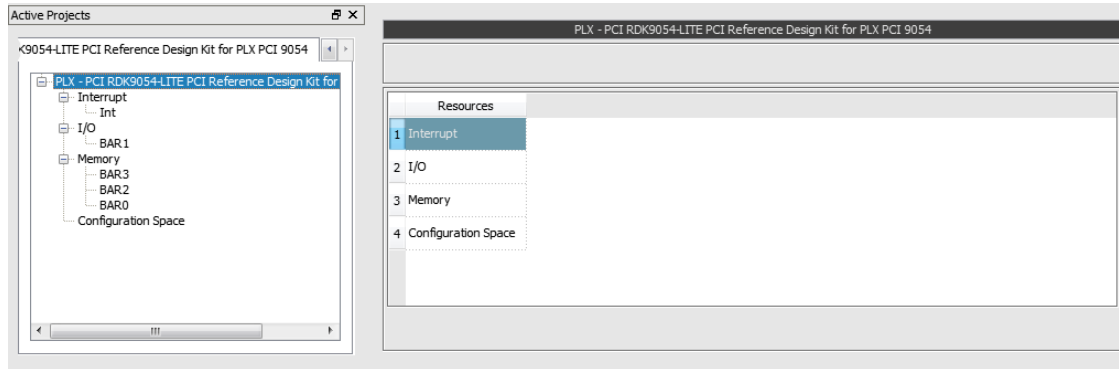 Active Projects
<9054-LITE PCI Reference Design Kit for PLX PCI 9054
PLX - PCI RDK9054-LITE PCI Reference Design Kit for
Interrupt
Int
I/O
BAR1
Memory
BAR3
BAR2
BAR0
Configuration Space
PLX - PCI RDK9054-LITE PCI Reference Design Kit for PLX PCI 9054
Resources
1 Interrupt
2 I/O
3 Memory
4 Configuration Space